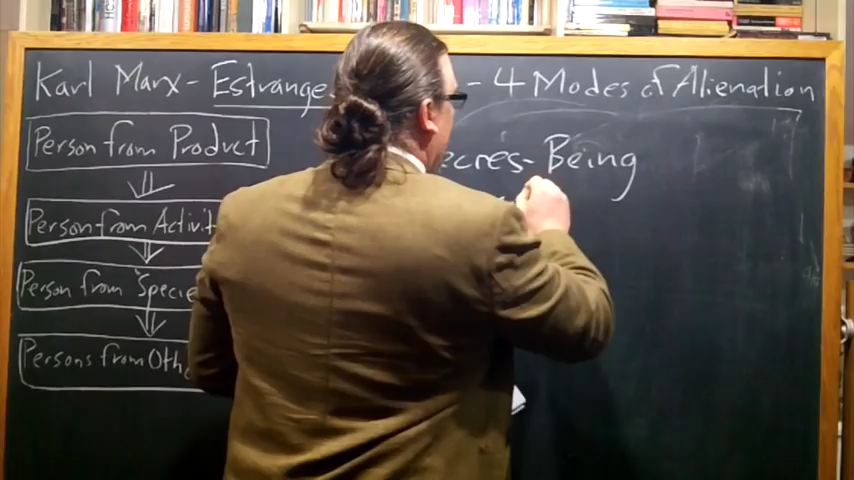 Karl Marx - Estrange - 4 Modes of Alienation
Person from Product
ecres - Being
Person from Activit
Person from Specie
Persons from Oth